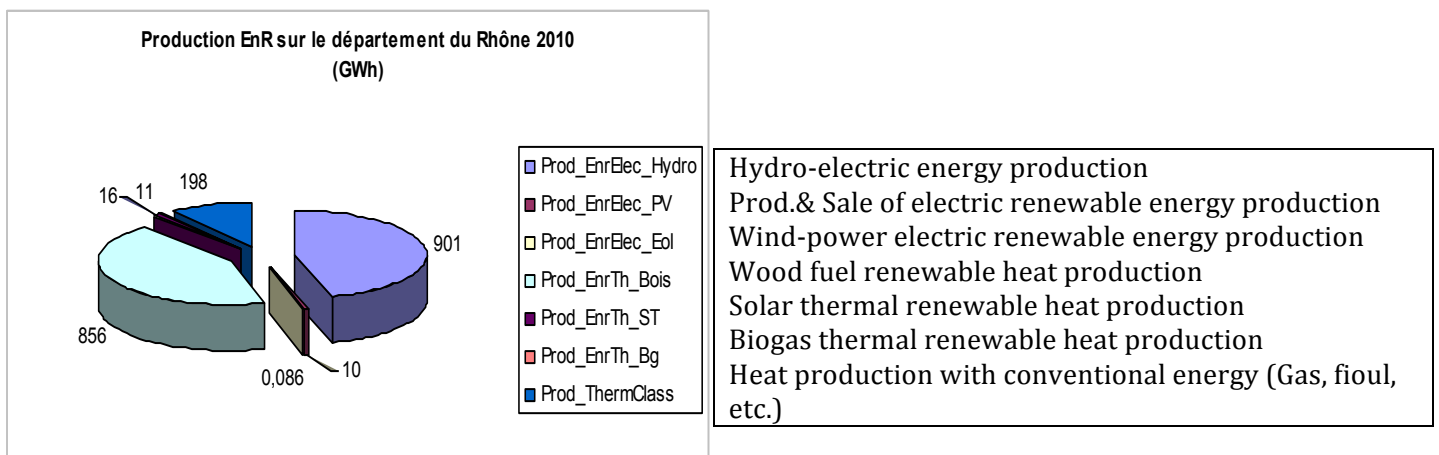 Production EnR sur le département du Rhône 2010
(GWh)
16
11
198
901
856
0,086
10
Prod_EnrElec_Hydro
Prod_EnrElec_PV
Prod_EnrElec_Eol
Prod_EnrTh_Bois
Prod_EnrTh_ST
Prod_EnrTh_Bg
Prod_ThermClass
Hydro-electric energy production
Prod.& Sale of electric renewable energy production
Wind-power electric renewable energy production
Wood fuel renewable heat production
Solar thermal renewable heat production
Biogas thermal renewable heat production
Heat production with conventional energy (Gas, fioul,
etc.)